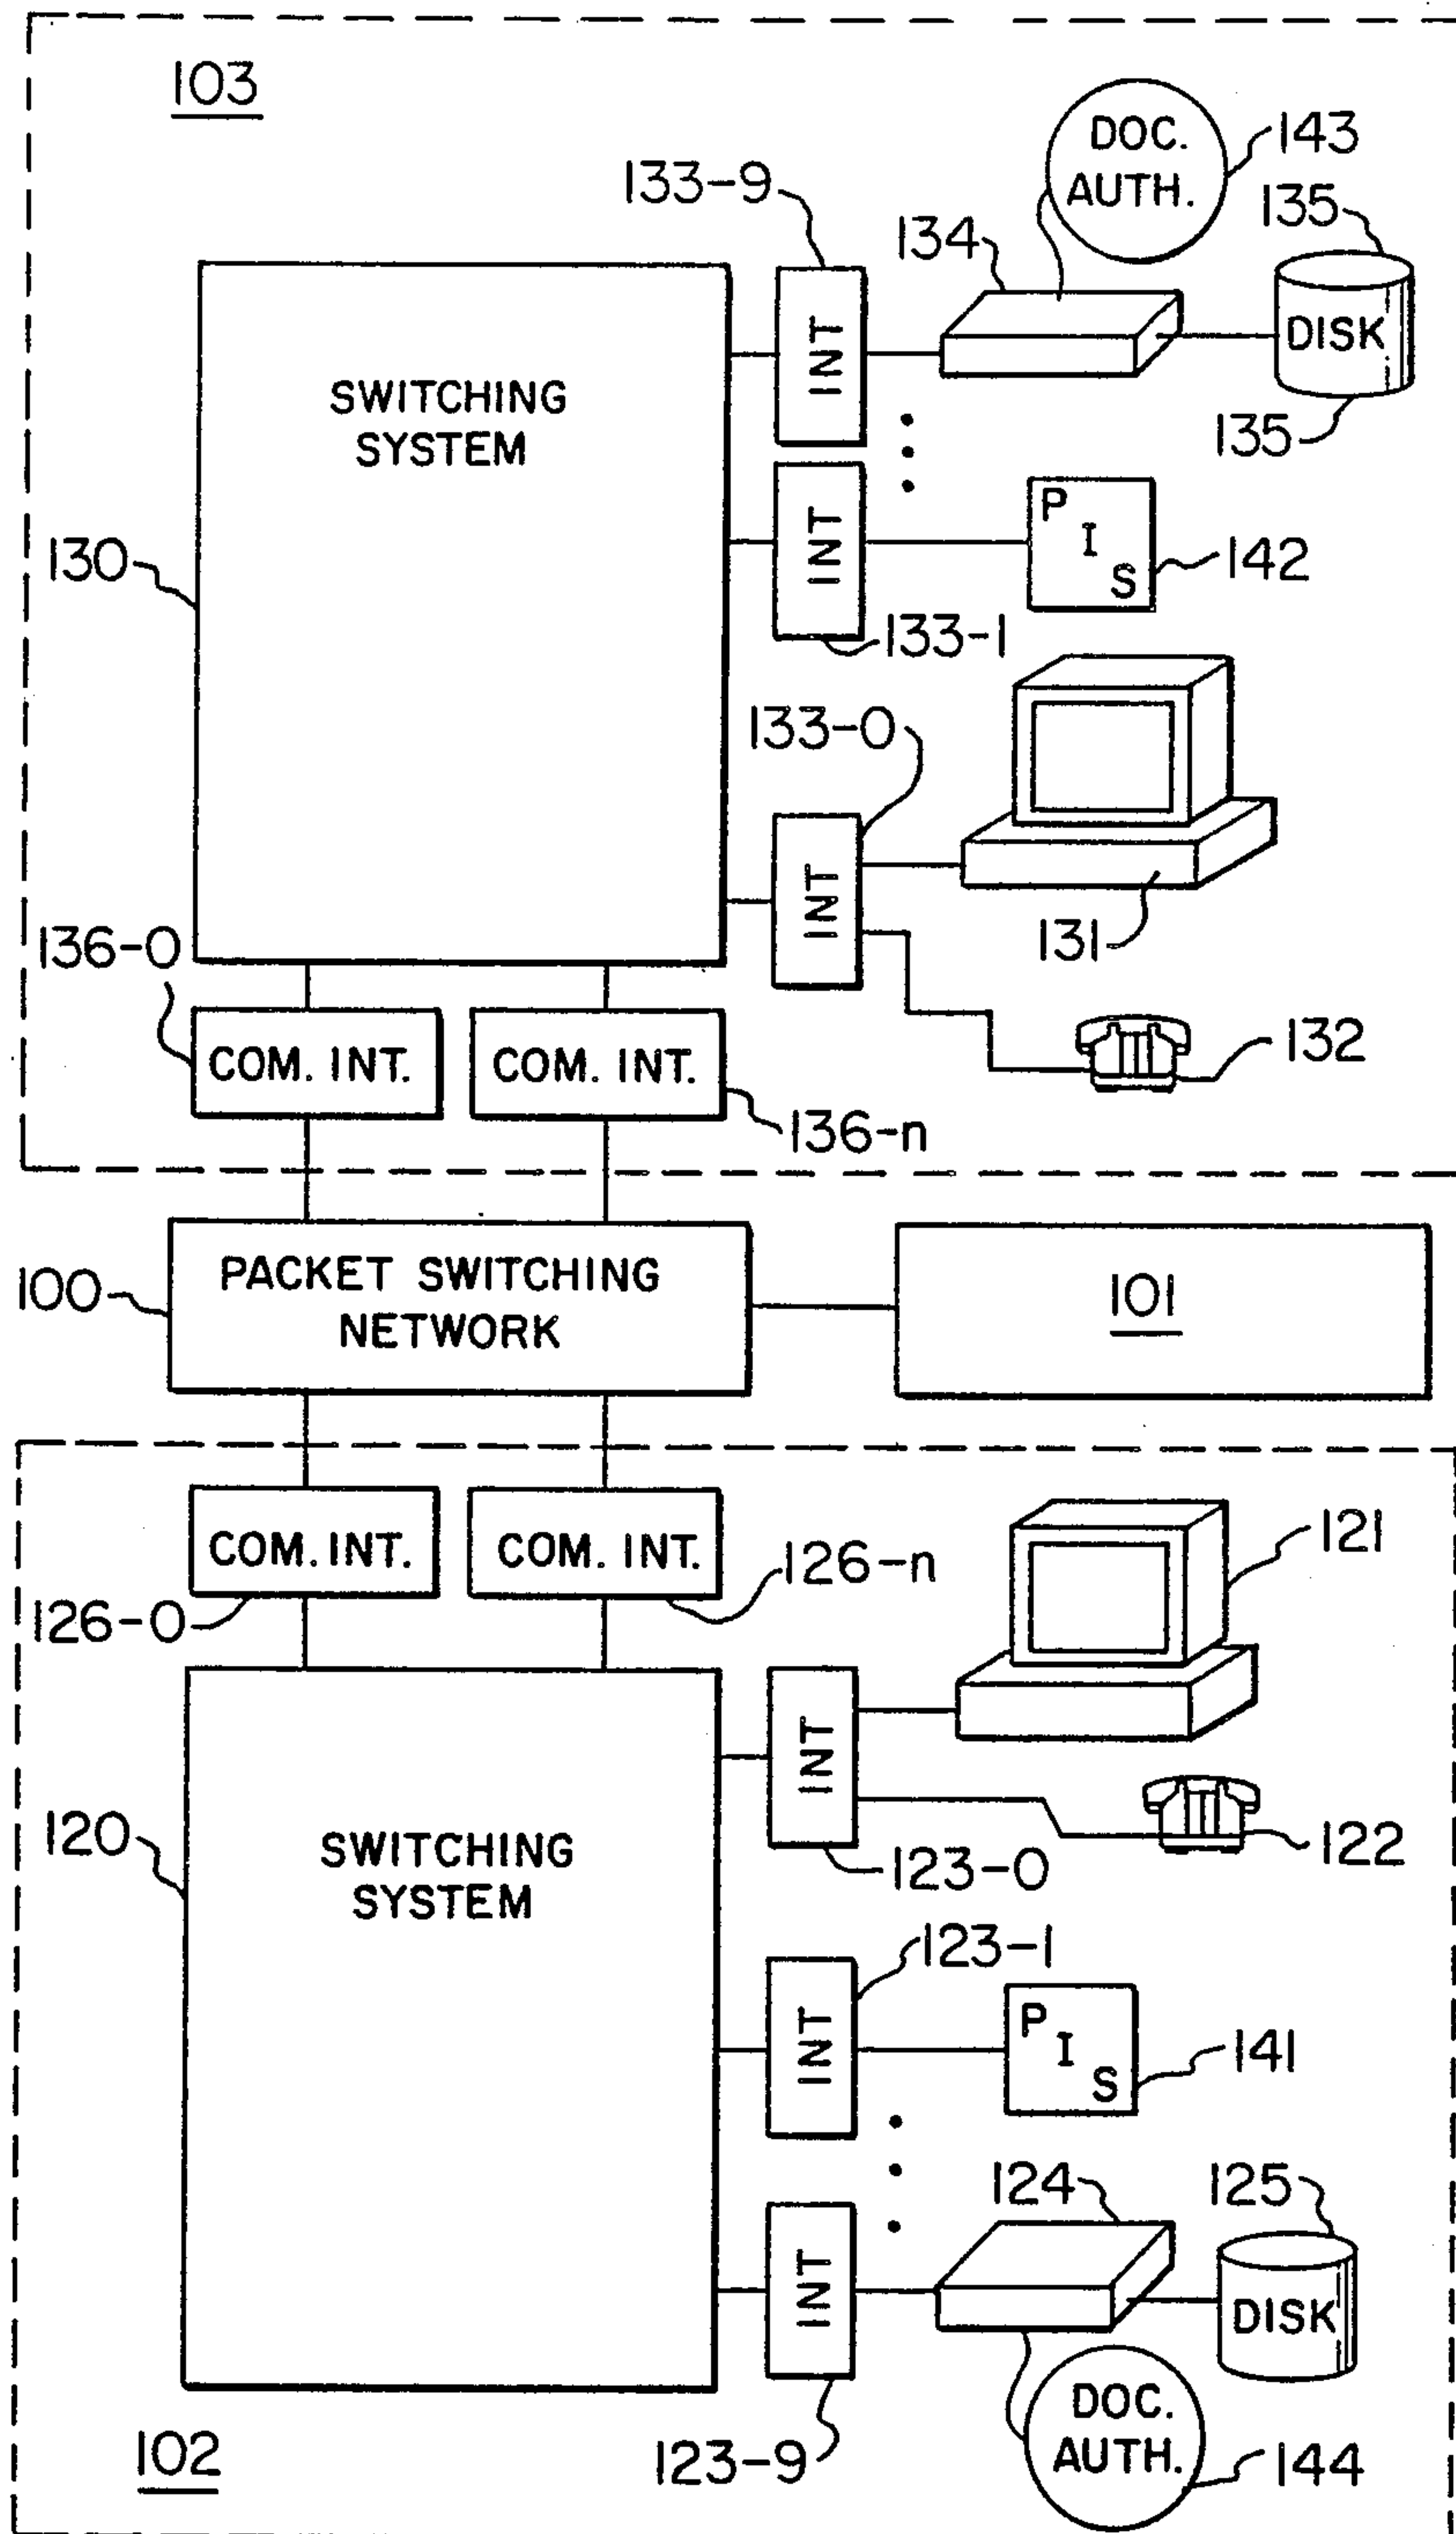 103
DOC.
AUTH.
143
133-9
134
135
INT
DISK
SWITCHING
SYSTEM
135
130
INT
P
I
S
142
133-1
133-0
INT
131
136-0
COM. INT.
COM. INT.
132
136-n
100
PACKET SWITCHING
NETWORK
101
COM. INT.
COM. INT.
121
126-n
126-0
INT
120
SWITCHING
SYSTEM
122
123-0
123-1
INT
P
I
S
141
124
125
INT
DISK
DOC.
AUTH.
102
123-9
144